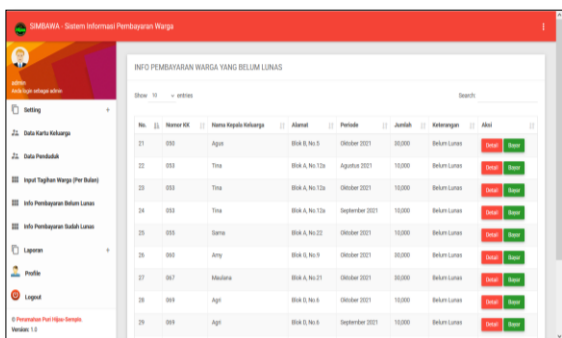 SIMBAWA - Sistem Informasi Pembayaran Warga
admin
Anda login sebagai admin
Setting
Data Kartu Keluarga
Data Penduduk
Input Tagihan Warga (Per Bulan)
Info Pembayaran Belum Lunas
Info Pembayaran Sudah Lunas
Laporan
Profile
Logout
© Perumahan Puri Hijau Gempis
Version: 1.0
INFO PEMBAYARAN WARGA YANG BELUM LUNAS
Show 10 entries Search:
No. Nomor KK Nama Kepala Keluarga Alamat Periode Jumlah Keterangan Aksi
21 050 Agus Blok B, No.5 Oktober 2021 30,000 Belum Lunas Detail Bayar
22 053 Tina Blok A, No.12a Agustus 2021 10,000 Belum Lunas Detail Bayar
23 053 Tina Blok A, No.12a Oktober 2021 10,000 Belum Lunas Detail Bayar
24 053 Tina Blok A, No.12a September 2021 10,000 Belum Lunas Detail Bayar
25 055 Blok A, No.22 Oktober 2021 10,000 Belum Lunas Detail Bayar
26 060 Amy Blok G, No.9 Oktober 2021 30,000 Belum Lunas Detail Bayar
27 067 Maulana Blok A, No.21 Oktober 2021 30,000 Belum Lunas Detail Bayar
28 069 Agri Blok D, No.6 Oktober 2021 10,000 Belum Lunas Detail Bayar
29 069 Agri Blok D, No.6 September 2021 10,000 Belum Lunas Detail Bayar